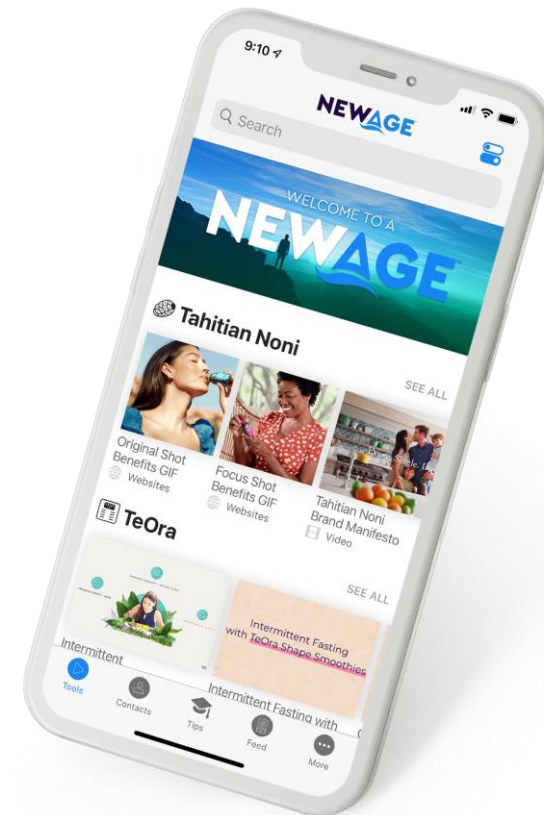 9:10
NEWAGE
Search
WELCOME TO A
NEWAGE
Tahitian Noni
SEE ALL
Original Shot
Benefits GIF
Websites
Focus Shot
Benefits GIF
Websites
Tahitian Noni
Brand Manifesto
Video
TeOra
SEE ALL
Intermittent Fasting
with TeOra Shape Smoothies
Intermittent
Intermittent Fasting with
Tools
Contacts
Tips
Feed
More